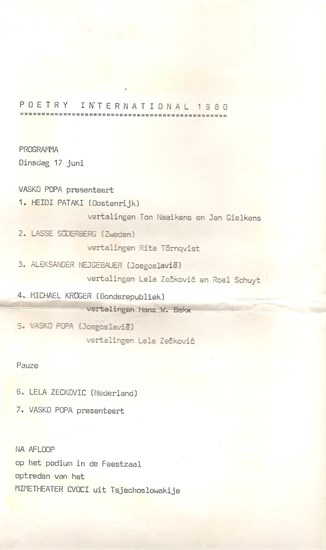 POETRY INTERNATIONAL 1980
PROGRAMMA
Dinsdag 17 juni
VASKO POPA presenteert
1. HEIDI PATAKI (Oostenrijk)
vertalingen Ton Naaikens en Jan Gielkens
2. LASSE SÖDERBERG (Zweden)
vertalingen Rita Törnqvist
3. ALEKSANDER NEJGEBAUER (Joegoslavië)
vertalingen Lela Zečković en Roel Schuyt
4. MICHAEL KRÖGER (Bondsrepubliek)
vertalingen Hans W. Bakx
5. VASKO POPA (Joegoslavië)
vertalingen Lela Zečković
Pauze
6. LELA ZECKOVIC (Nederland)
7. VASKO POPA presenteert
NA AFLOOP
op het podium in de Feestzaal
optreden van het
MIMETHEATER CVOCI uit Tsjechoslowakije